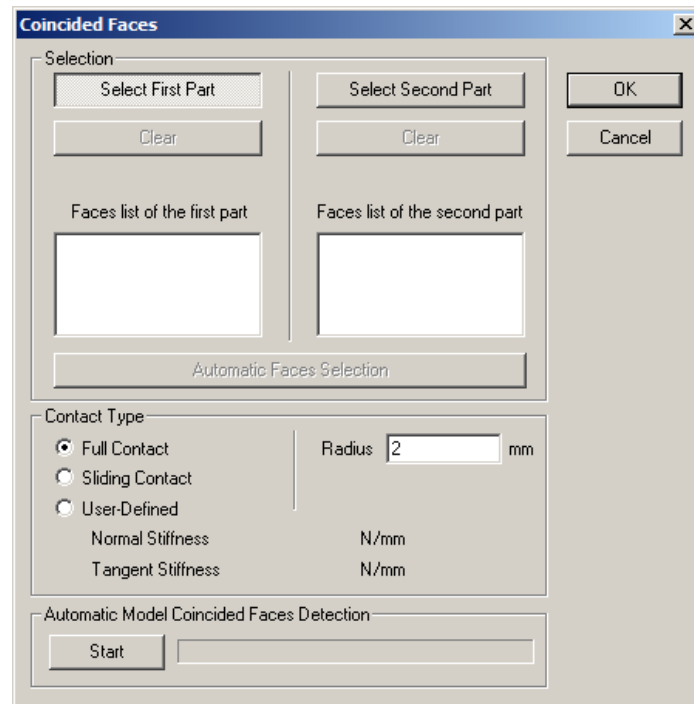 Coincided Faces
Selection
Select First Part
Select Second Part
OK
Clear
Clear
Cancel
Faces list of the first part
Faces list of the second part
Automatic Faces Selection
Contact Type
Full Contact
Radius 2 mm
Sliding Contact
User-Defined
Normal Stiffness N/mm
Tangent Stiffness N/mm
Automatic Model Coincided Faces Detection
Start